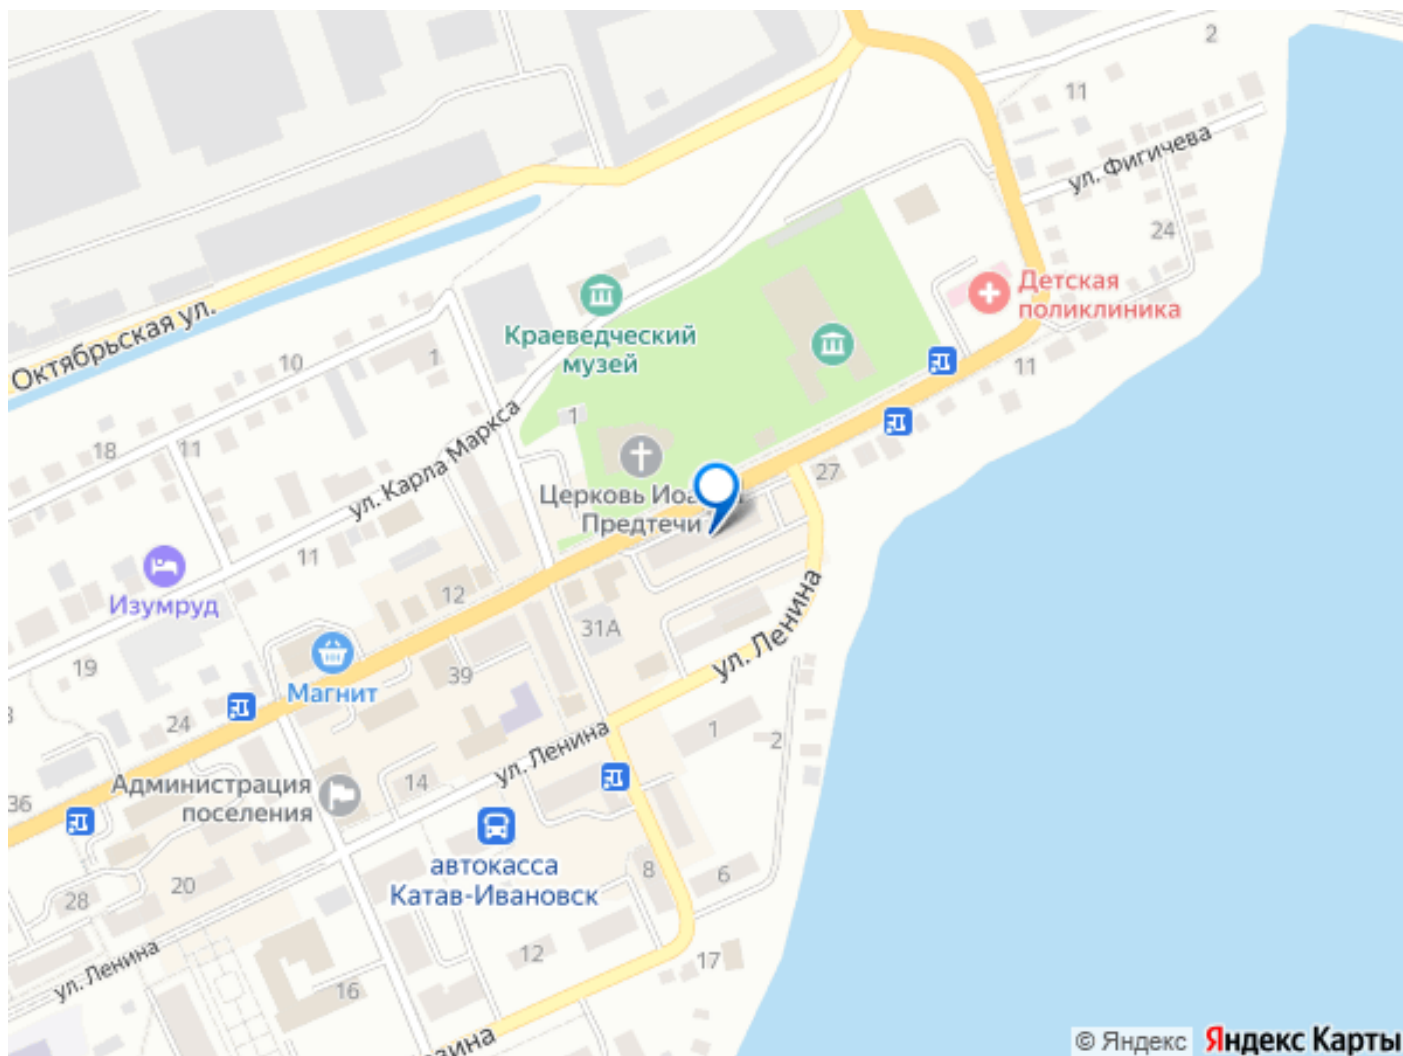 2
11
ул. Фигичева
24
Детская
поликлиника
Октябрьская ул.
Краеведческий
музей
10
1
11
1
18
11
ул. Карла Маркса
27
Церковь Иоа
Предтечи
11
Изумруд
12
31А
ул. Ленина
19
Магнит
39
24
1
2
ул. Ленина
Администрация
поселения
14
36
автокасса
Катав-Ивановск
8
6
20
28
ул. Ленина
12
17
16
зина
© Яндекс
Яндекс Карты